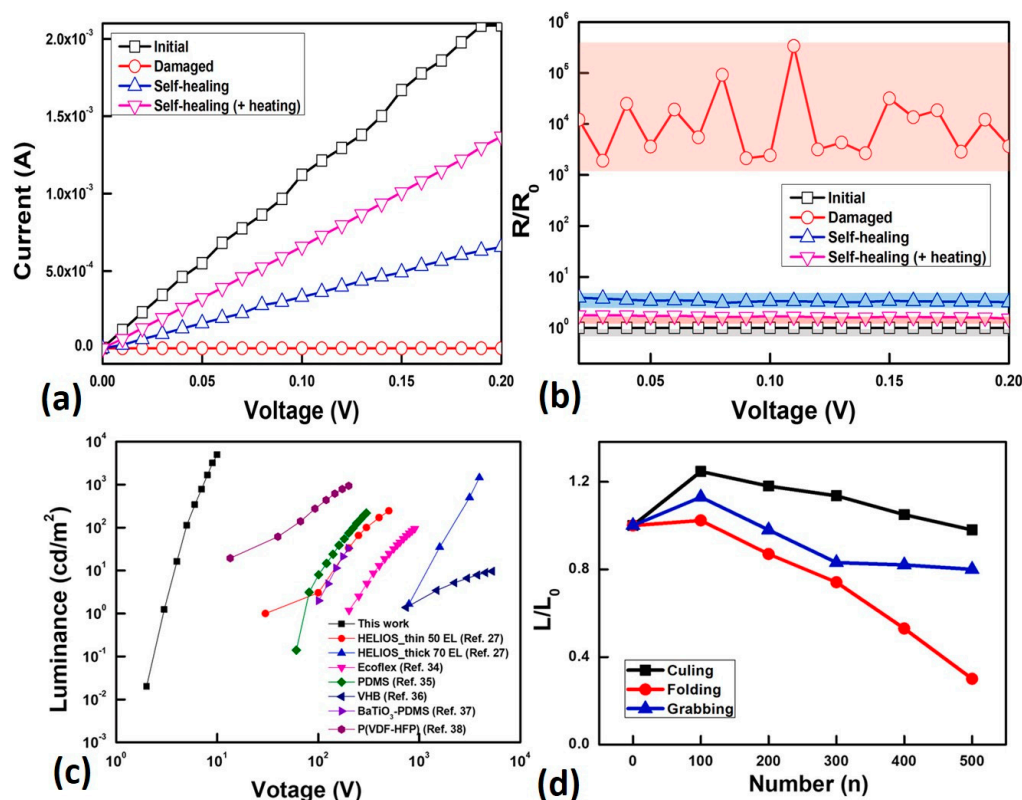 2.0x10⁻³
1.5x10⁻³
1.0x10⁻³
5.0x10⁻⁴
0.0
Current (A)
Initial
Damaged
Self-healing
Self-healing (+ heating)
0.00 0.05 0.10 0.15 0.20
Voltage (V)
(a)
10⁶
10⁵
10⁴
10³
10²
10¹
10⁰
R/R₀
Initial
Damaged
Self-healing
Self-healing (+ heating)
0.05 0.10 0.15 0.20
Voltage (V)
(b)
10⁴
10³
10²
10¹
10⁰
10⁻¹
10⁻²
10⁻³
Luminance (cd/m²)
This work
HELIOS_thin 50 EL (Ref. 27)
HELIOS_thick 70 EL (Ref. 27)
Ecoflex (Ref. 34)
PDMS (Ref. 35)
VHB (Ref. 36)
BaTiO₃-PDMS (Ref. 37)
P(VDF-HFP) (Ref. 38)
10⁰ 10¹ 10² 10³ 10⁴
Votage (V)
(c)
1.2
0.8
0.4
0.0
L/L₀
Culing
Folding
Grabbing
0 100 200 300 400 500
Number (n)
(d)